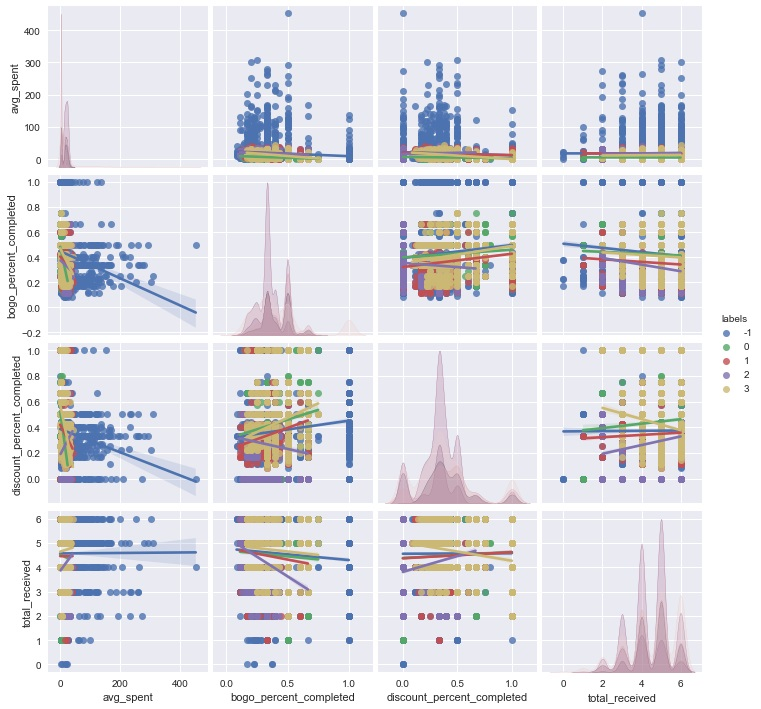 avg_spent
400
300
200
100
0
bogo_percent_completed
1.0
0.8
0.6
0.4
0.2
0.0
−0.2
labels
-1
0
1
2
3
discount_percent_completed
1.0
0.8
0.6
0.4
0.2
0.0
total_received
6
5
4
3
2
1
0
0 400
0.0 0.5 1.0
0.0 0.5 1.0
0 2 4 6
avg_spent
bogo_percent_completed
discount_percent_completed
total_received